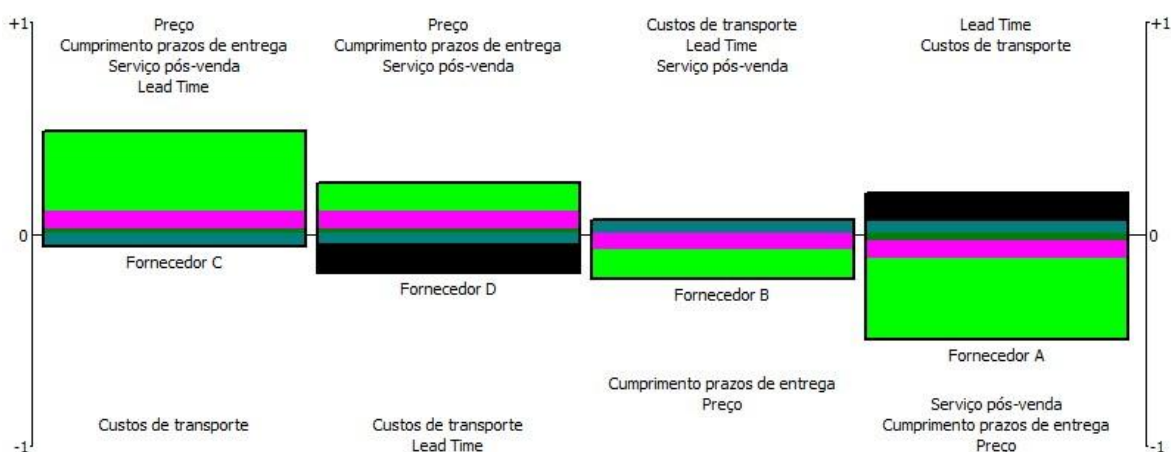 +1
Preço
Cumprimento prazos de entrega
Serviço pós-venda
Lead Time
Preço
Cumprimento prazos de entrega
Serviço pós-venda
Custos de transporte
Lead Time
Serviço pós-venda
Lead Time
Custos de transporte
+1
0
0
Fornecedor C
Fornecedor D
Fornecedor B
Fornecedor A
Custos de transporte
Custos de transporte
Lead Time
Cumprimento prazos de entrega
Preço
Serviço pós-venda
Cumprimento prazos de entrega
Preço
-1
-1